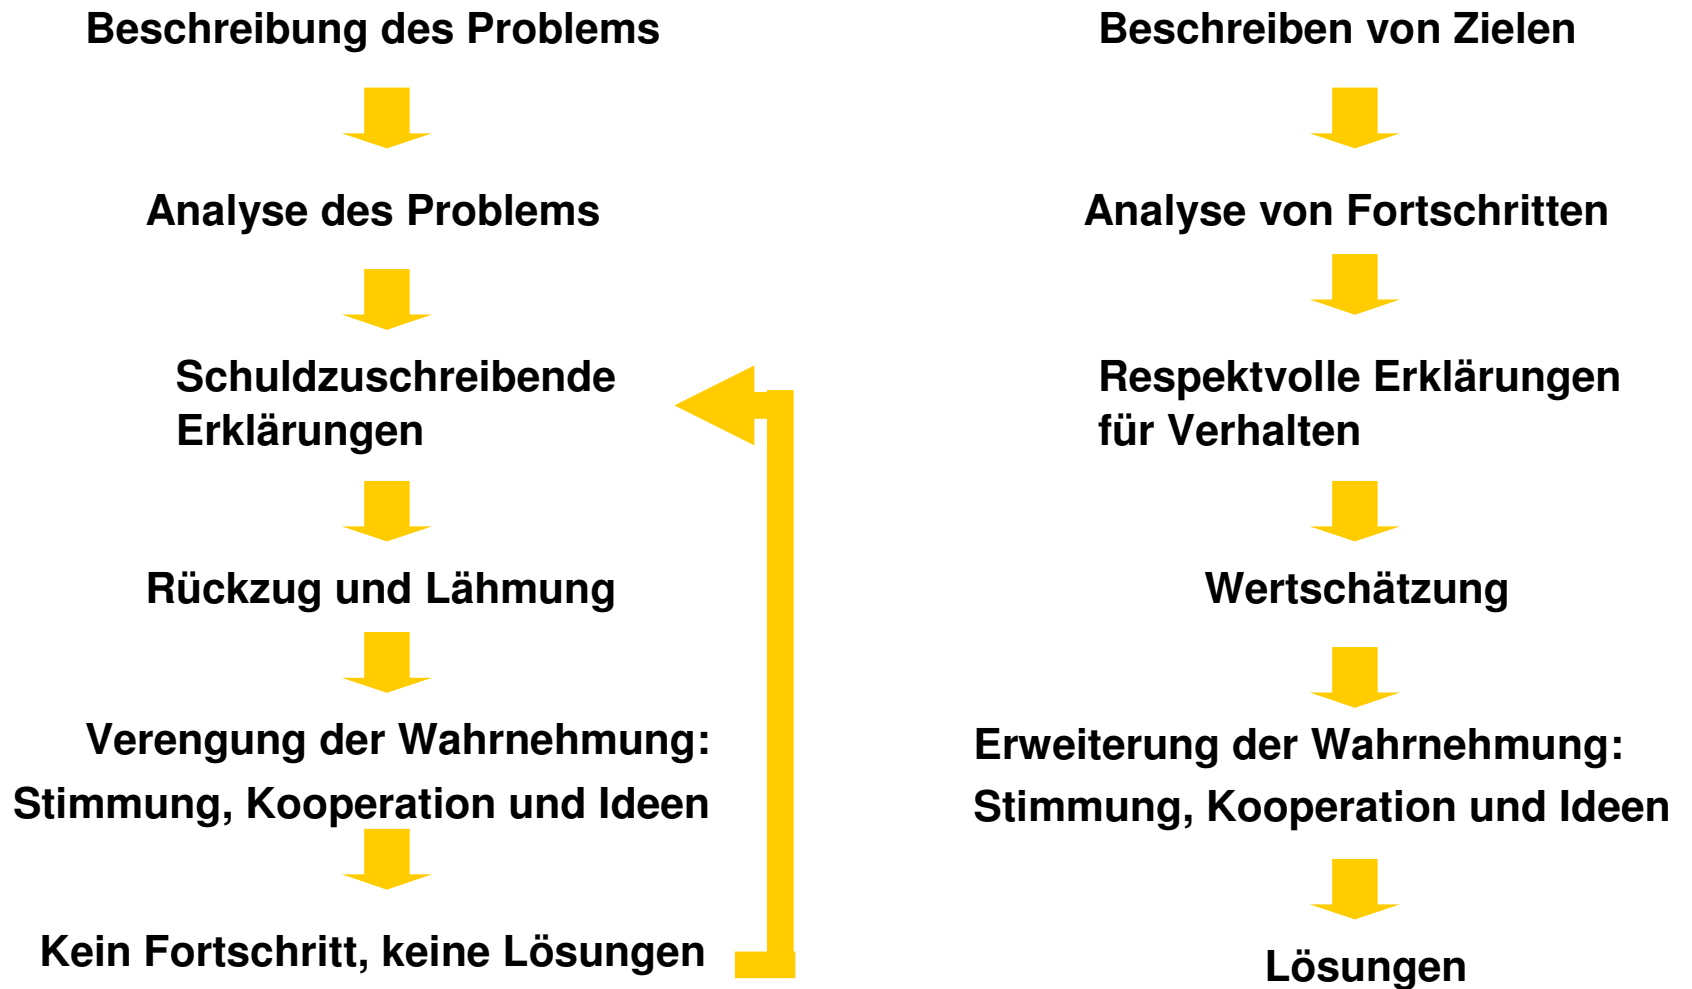 Beschreibung des Problems
Analyse des Problems
Schuldzuschreibende
Erklärungen
Rückzug und Lähmung
Verengung der Wahrnehmung:
Stimmung, Kooperation und Ideen
Kein Fortschritt, keine Lösungen
Beschreiben von Zielen
Analyse von Fortschritten
Respektvolle Erklärungen
für Verhalten
Wertschätzung
Erweiterung der Wahrnehmung:
Stimmung, Kooperation und Ideen
Lösungen